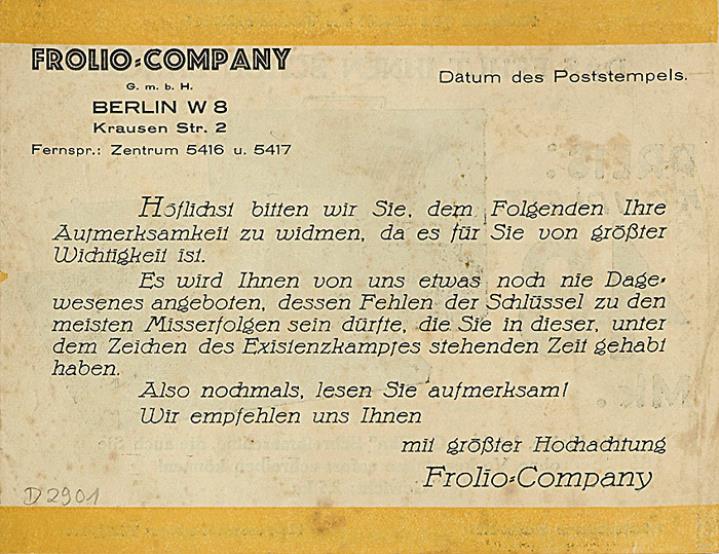 FROLIO-COMPANY
G. m. b. H.
BERLIN W 8
Krausen Str. 2
Fernspr.: Zentrum 5416 u. 5417
Datum des Poststempels.
Höflichst bitten wir Sie, dem Folgenden Ihre
Aufmerksamkeit zu widmen, da es für Sie von größter
Wichtigkeit ist.
Es wird Ihnen von uns etwas noch nie Dage-
wesenes angeboten, dessen Fehlen der Schlüssel zu den
meisten Misserfolgen sein dürfte, die Sie in dieser, unter
dem Zeichen des Existenzkampfes stehenden Zeit gehabt
haben.
Also nochmals, lesen Sie aufmerksam!
Wir empfehlen uns Ihnen
mit größter Hochachtung
Frolio-Company
D 2901